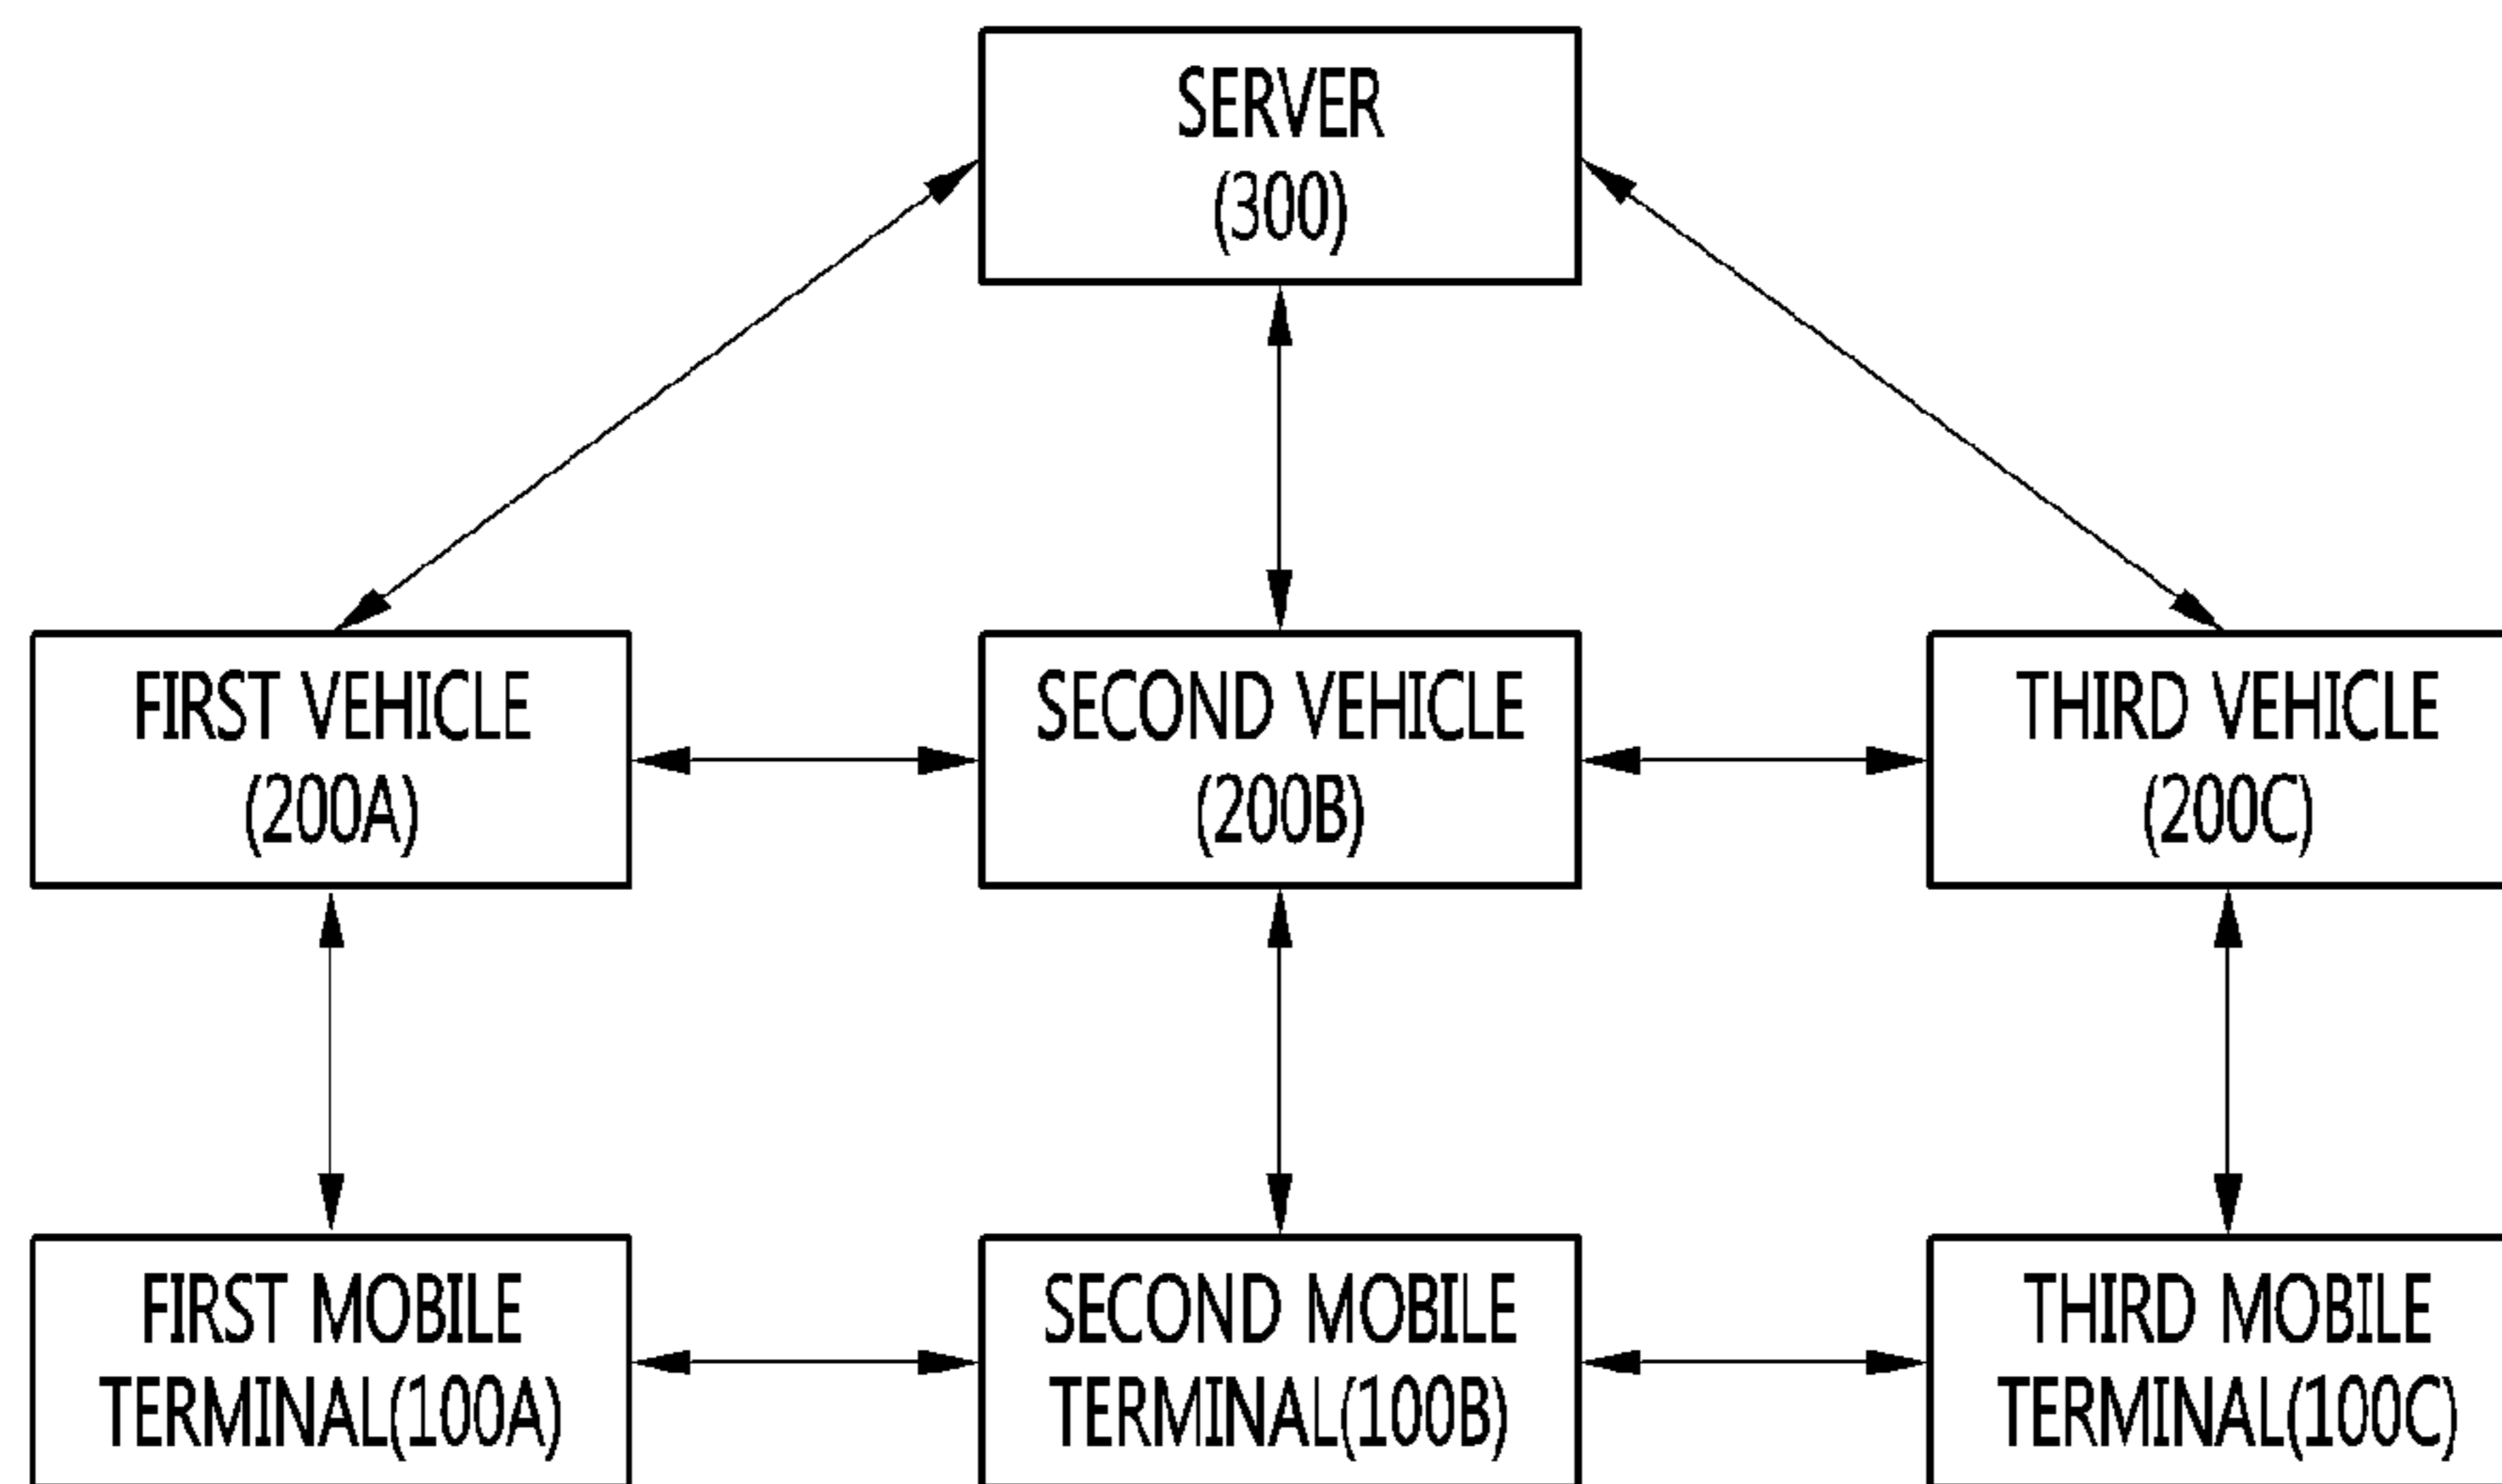 SERVER
(300)
FIRST VEHICLE
(200A)
SECOND VEHICLE
(200B)
THIRD VEHICLE
(200C)
FIRST MOBILE
TERMINAL(100A)
SECOND MOBILE
TERMINAL(100B)
THIRD MOBILE
TERMINAL(100C)